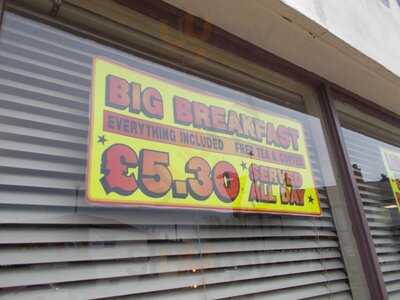 BIG BREAKFAST
EVERYTHING INCLUDED FREE TEA & COFFEE
£5.30 SERVED
ALL DAY